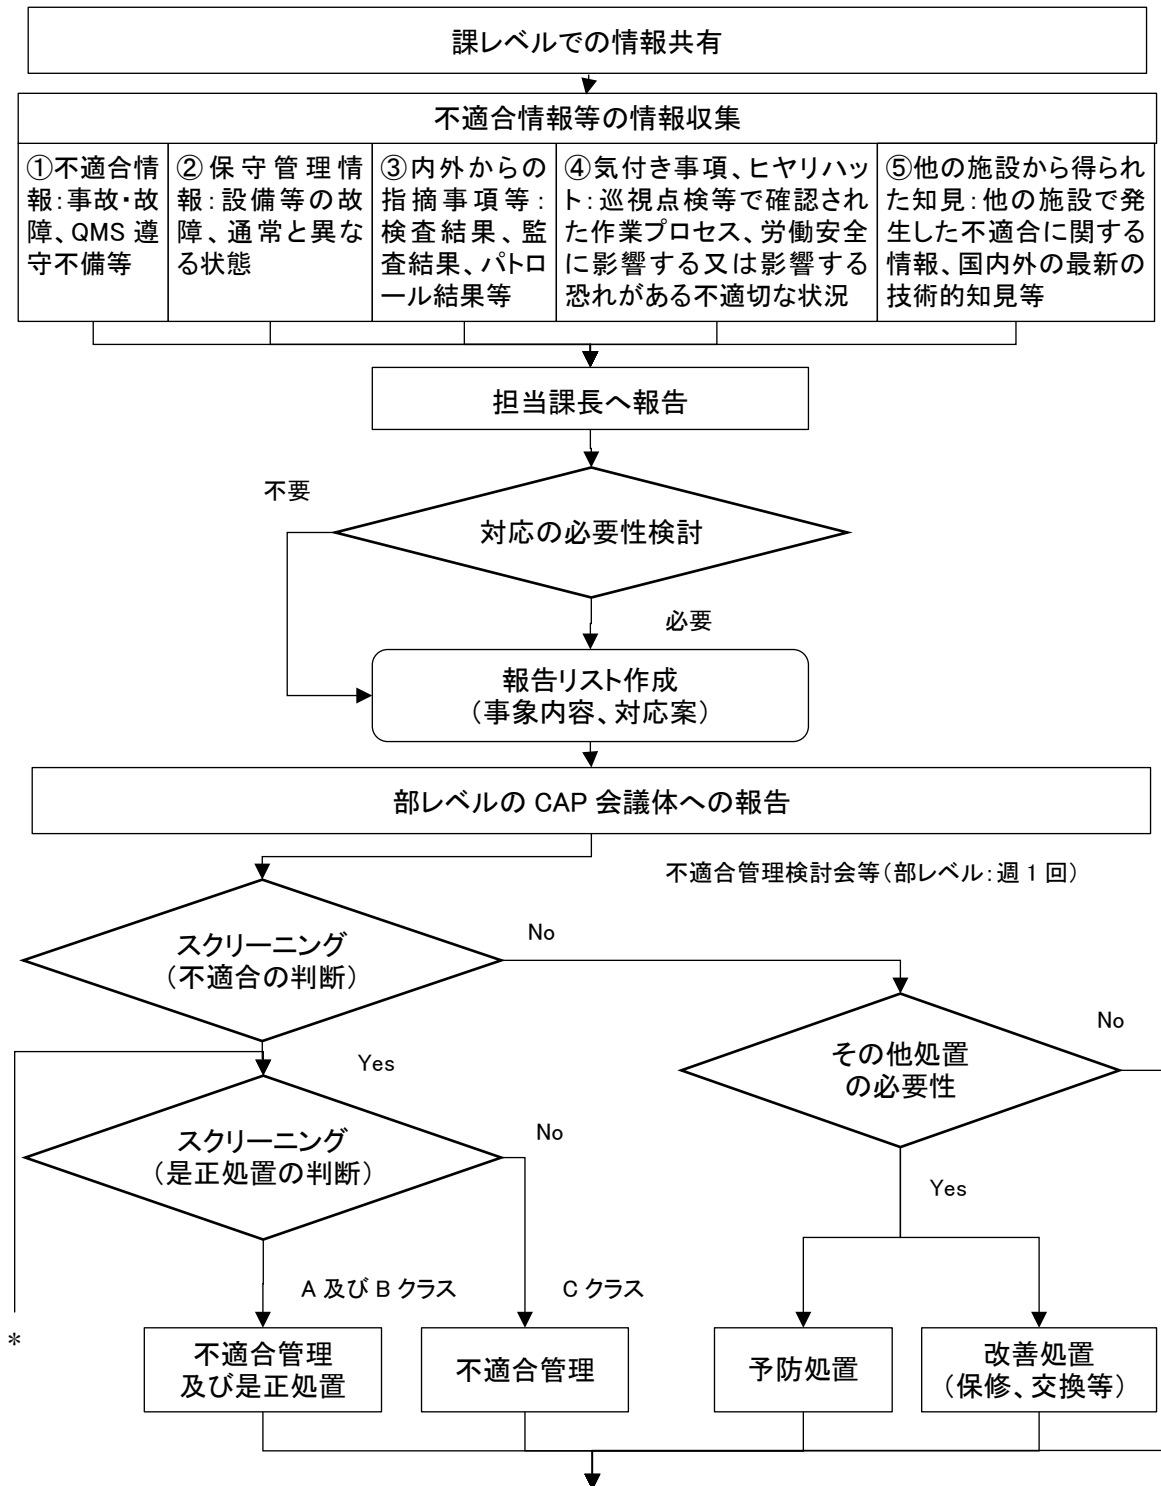 課レベルでの情報共有
不適合情報等の情報収集
①不適合情
報：事故・故
障、QMS 遵
守不備等
②保守管理情
報：設備等の故
障、通常と異な
る状態
③内外からの
指摘事項等：
検査結果、監
査結果、パトロ
ール結果等
④気付き事項、ヒヤリハッ
ト：巡視点検等で確認され
た作業プロセス、労働安全
に影響する又は影響する
恐れがある不適切な状況
⑤他の施設から得られ
た知見：他の施設で発
生した不適合に関する
情報、国内外の最新の
技術的知見等
担当課長へ報告
不要
対応の必要性検討
必要
報告リスト作成
（事象内容、対応案）
部レベルの CAP 会議体への報告
不適合管理検討会等（部レベル：週 1 回）
スクリーニング
（不適合の判断）
No
その他処置
の必要性
No
Yes
スクリーニング
（是正処置の判断）
No
Yes
A 及び B クラス
C クラス
*
不適合管理
及び是正処置
不適合管理
予防処置
改善処置
（保修、交換等）